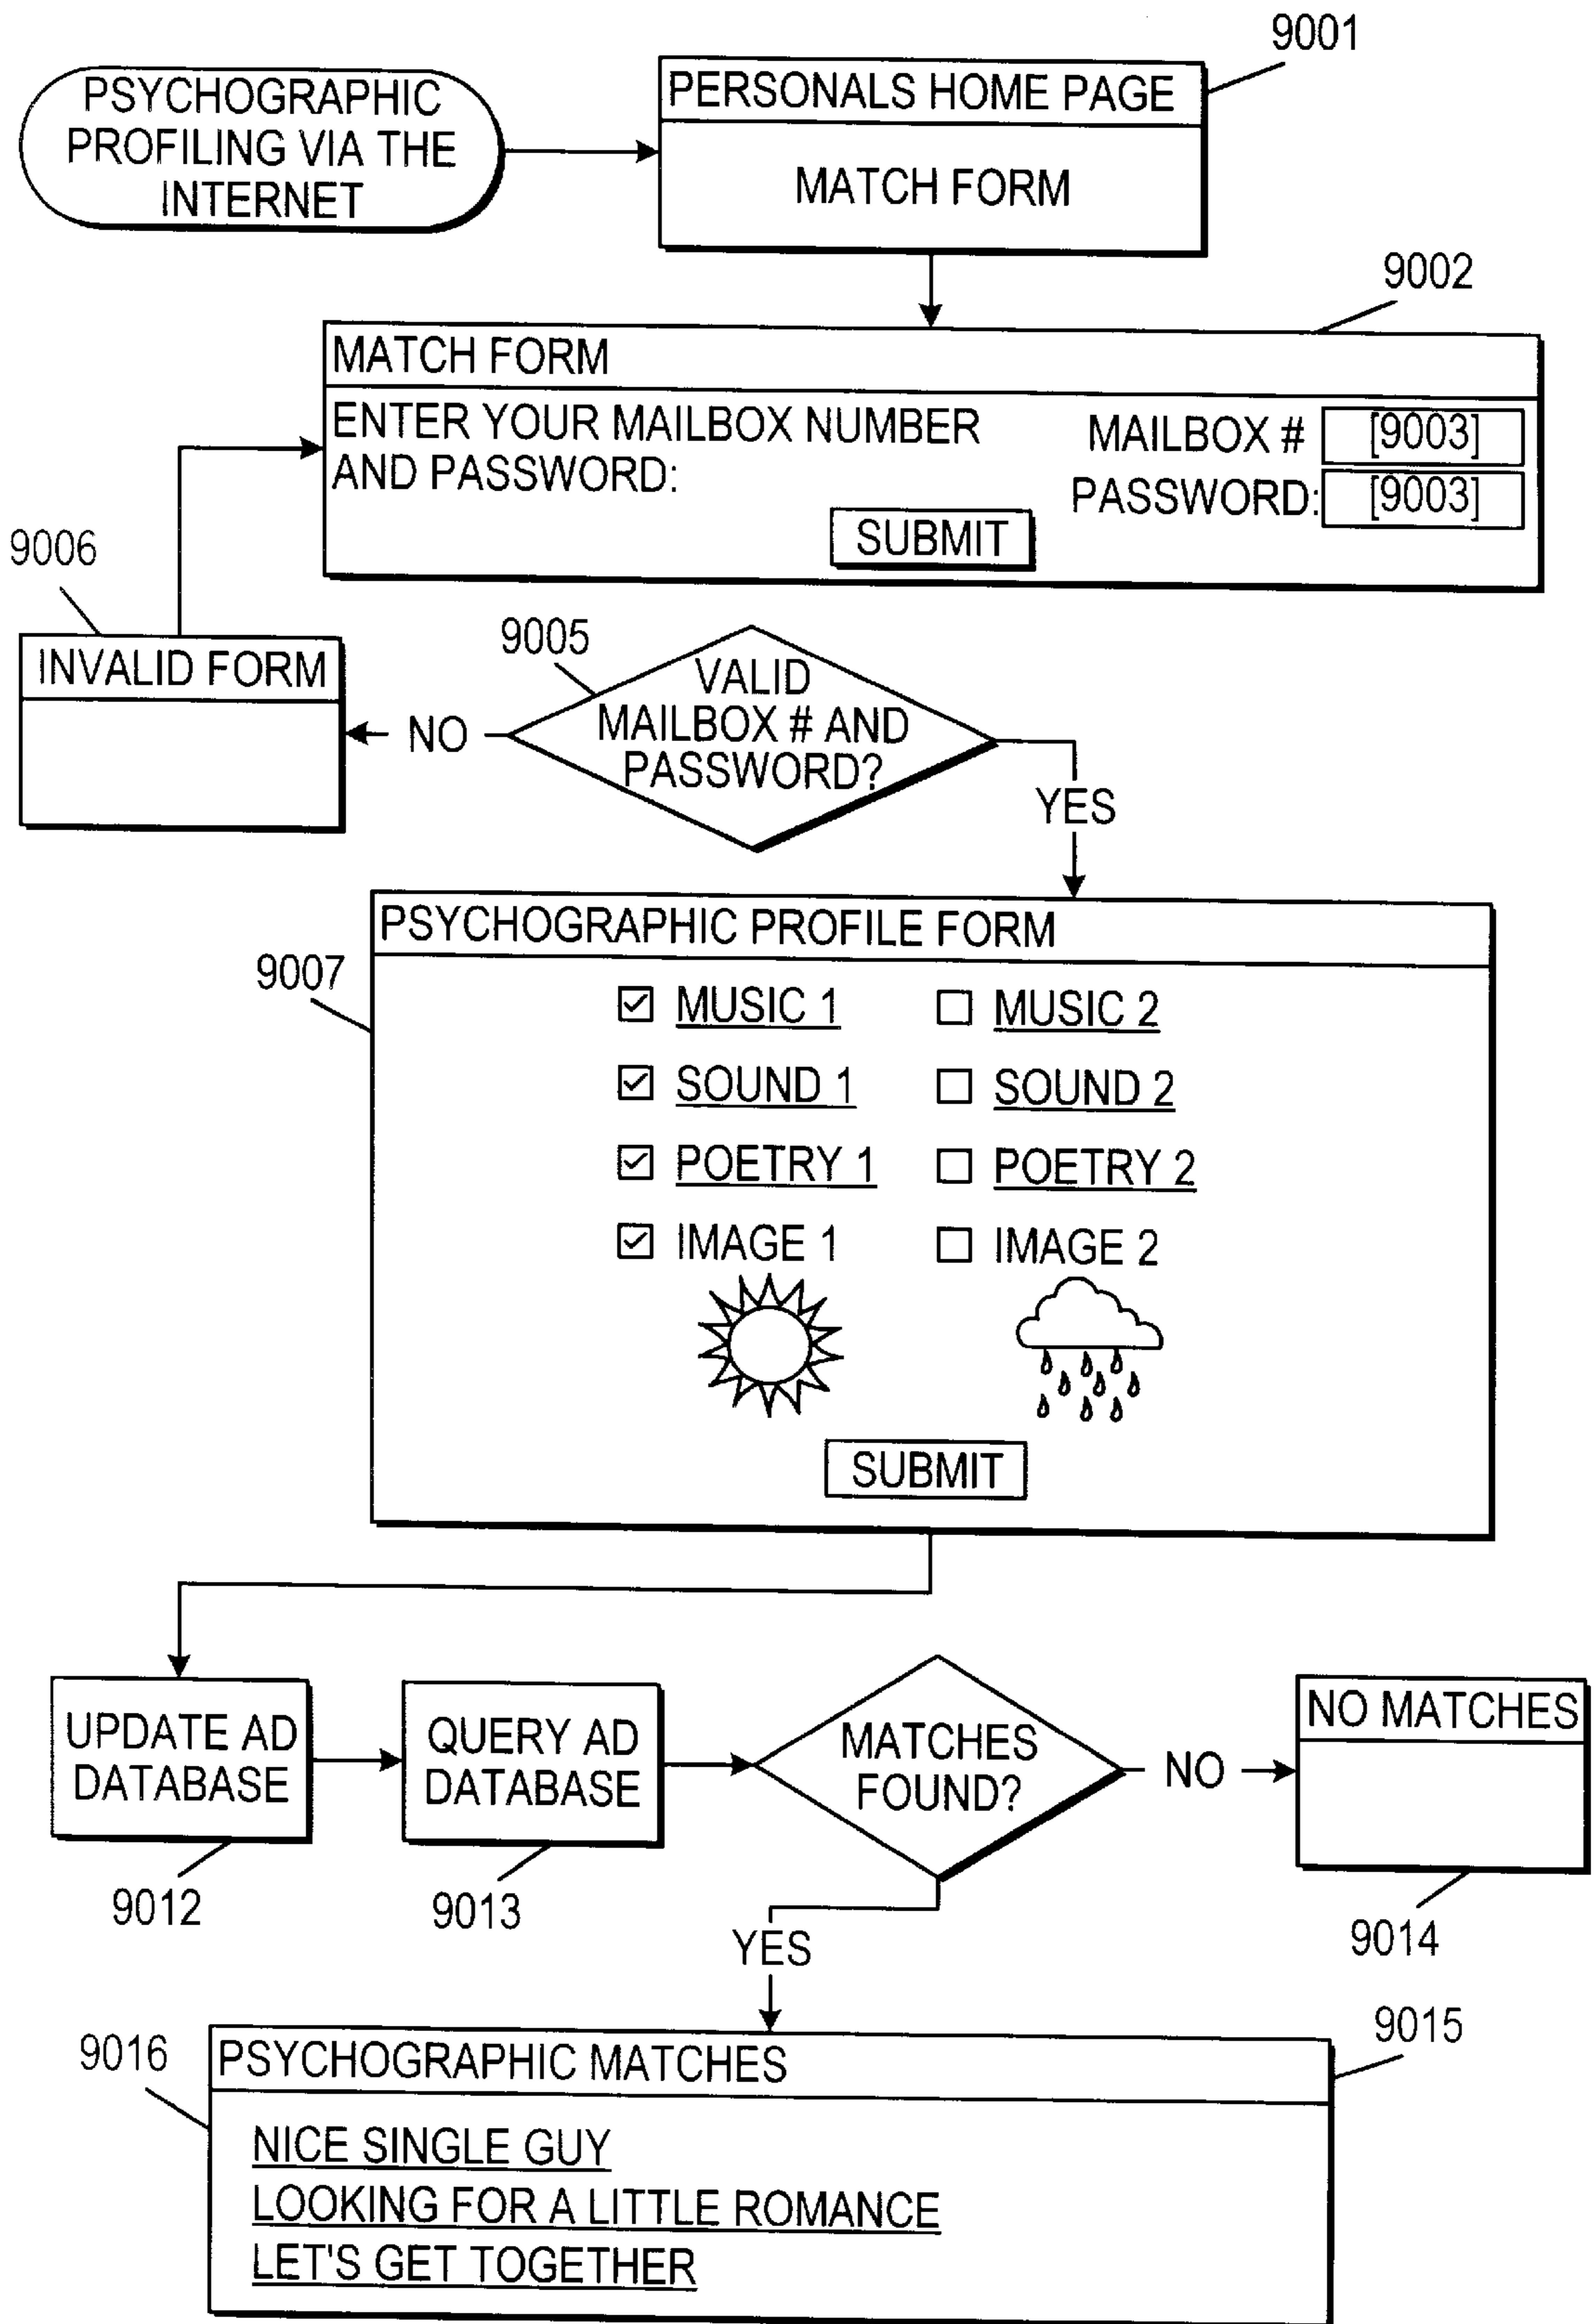 9001
PSYCHOGRAPHIC
PROFILING VIA THE
INTERNET
PERSONALS HOME PAGE
MATCH FORM
9002
MATCH FORM
ENTER YOUR MAILBOX NUMBER
AND PASSWORD:
MAILBOX # [9003]
PASSWORD: [9003]
SUBMIT
9006
INVALID FORM
9005
VALID
MAILBOX # AND
PASSWORD?
NO
YES
PSYCHOGRAPHIC PROFILE FORM
9007
MUSIC 1 MUSIC 2
SOUND 1 SOUND 2
POETRY 1 POETRY 2
IMAGE 1 IMAGE 2
SUBMIT
UPDATE AD
DATABASE
9012
QUERY AD
DATABASE
9013
MATCHES
FOUND?
NO
NO MATCHES
9014
YES
9016
9015
PSYCHOGRAPHIC MATCHES
NICE SINGLE GUY
LOOKING FOR A LITTLE ROMANCE
LET'S GET TOGETHER